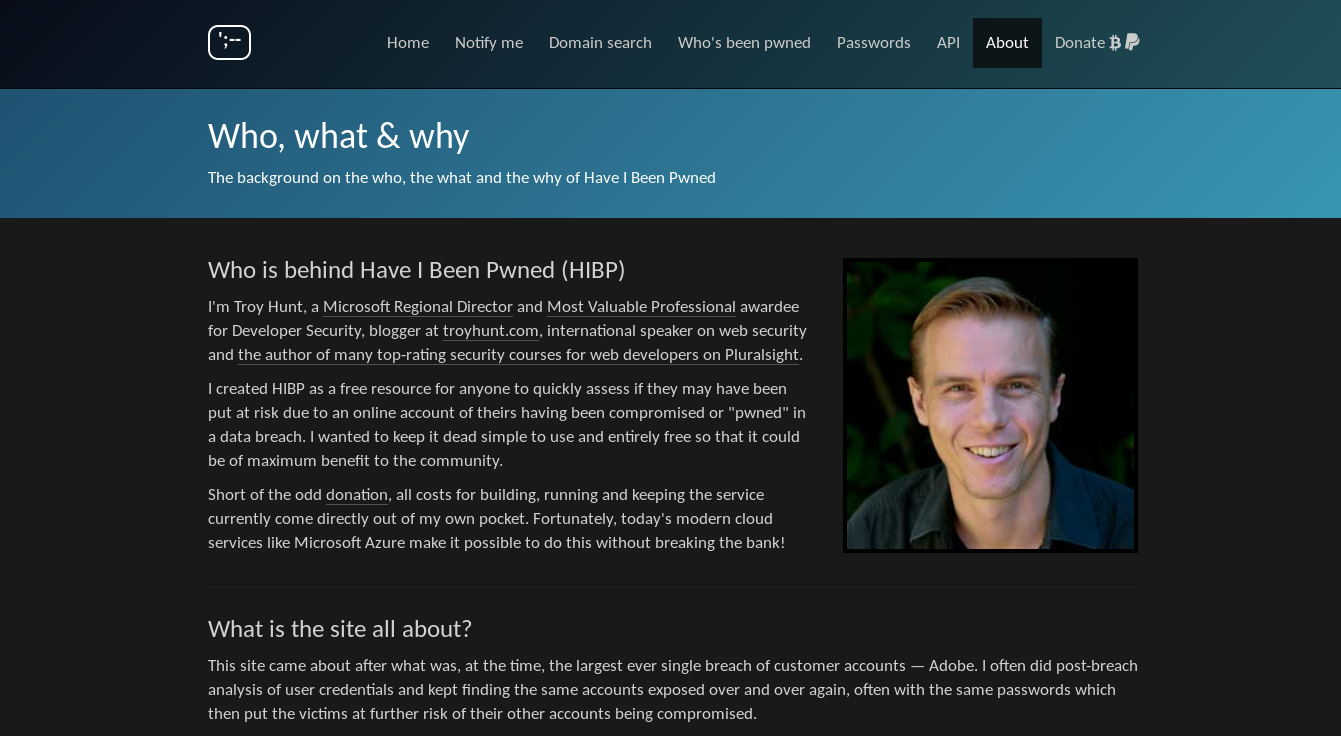 ';--
Home Notify me Domain search Who's been pwned Passwords API About Donate
Who, what & why
The background on the who, the what and the why of Have I Been Pwned
Who is behind Have I Been Pwned (HIBP)
I'm Troy Hunt, a Microsoft Regional Director and Most Valuable Professional awardee
for Developer Security, blogger at troyhunt.com, international speaker on web security
and the author of many top-rating security courses for web developers on Pluralsight.
I created HIBP as a free resource for anyone to quickly assess if they may have been
put at risk due to an online account of theirs having been compromised or "pwned" in
a data breach. I wanted to keep it dead simple to use and entirely free so that it could
be of maximum benefit to the community.
Short of the odd donation, all costs for building, running and keeping the service
currently come directly out of my own pocket. Fortunately, today's modern cloud
services like Microsoft Azure make it possible to do this without breaking the bank!
What is the site all about?
This site came about after what was, at the time, the largest ever single breach of customer accounts — Adobe. I often did post-breach
analysis of user credentials and kept finding the same accounts exposed over and over again, often with the same passwords which
then put the victims at further risk of their other accounts being compromised.